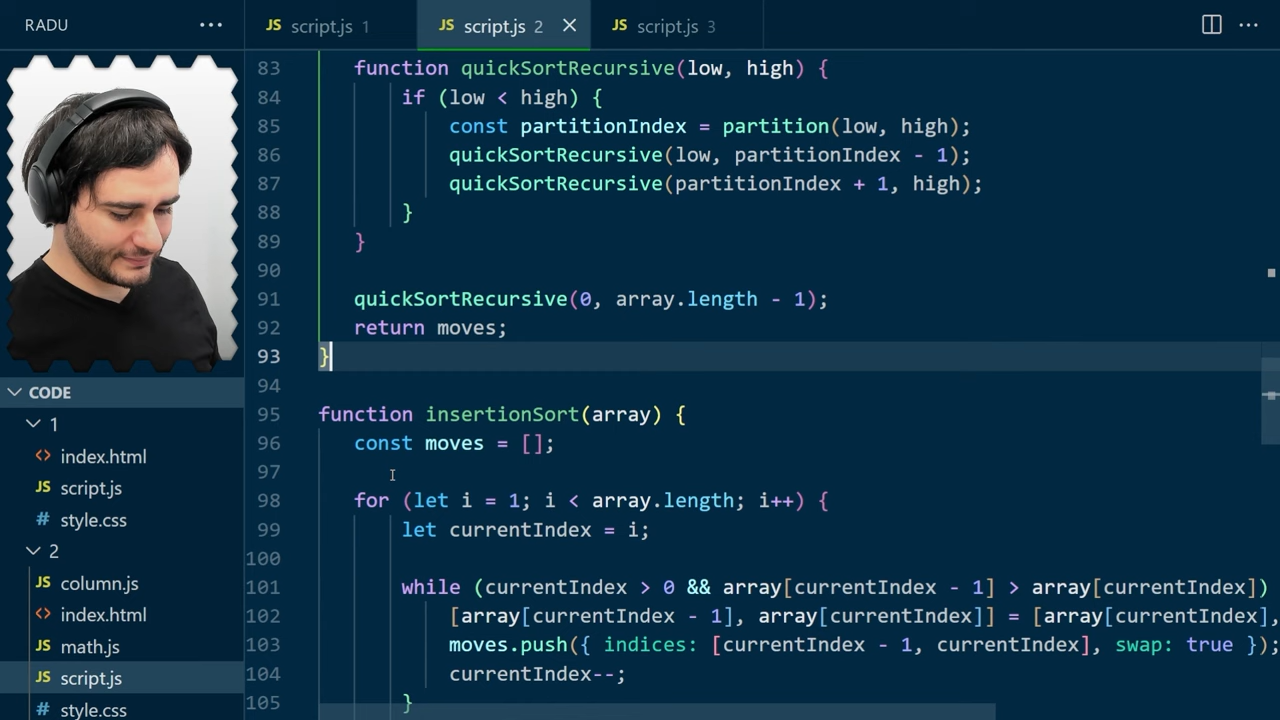 RADU
JS script.js 1
JS script.js 2
JS script.js 3
83 function quickSortRecursive(low, high) {
84 if (low < high) {
85 const partitionIndex = partition(low, high);
86 quickSortRecursive(low, partitionIndex - 1);
87 quickSortRecursive(partitionIndex + 1, high);
88 }
89 }
90
91 quickSortRecursive(0, array.length - 1);
92 return moves;
93 }
94
95 function insertionSort(array) {
96 const moves = [];
97
98 for (let i = 1; i < array.length; i++) {
99 let currentIndex = i;
100
101 while (currentIndex > 0 && array[currentIndex - 1] > array[currentIndex])
102 [array[currentIndex - 1], array[currentIndex]] = [array[currentIndex],
103 moves.push({ indices: [currentIndex - 1, currentIndex], swap: true });
104 currentIndex--;
105 }
CODE
1
<> index.html
JS script.js
# style.css
2
JS column.js
<> index.html
JS math.js
JS script.js
# style.css